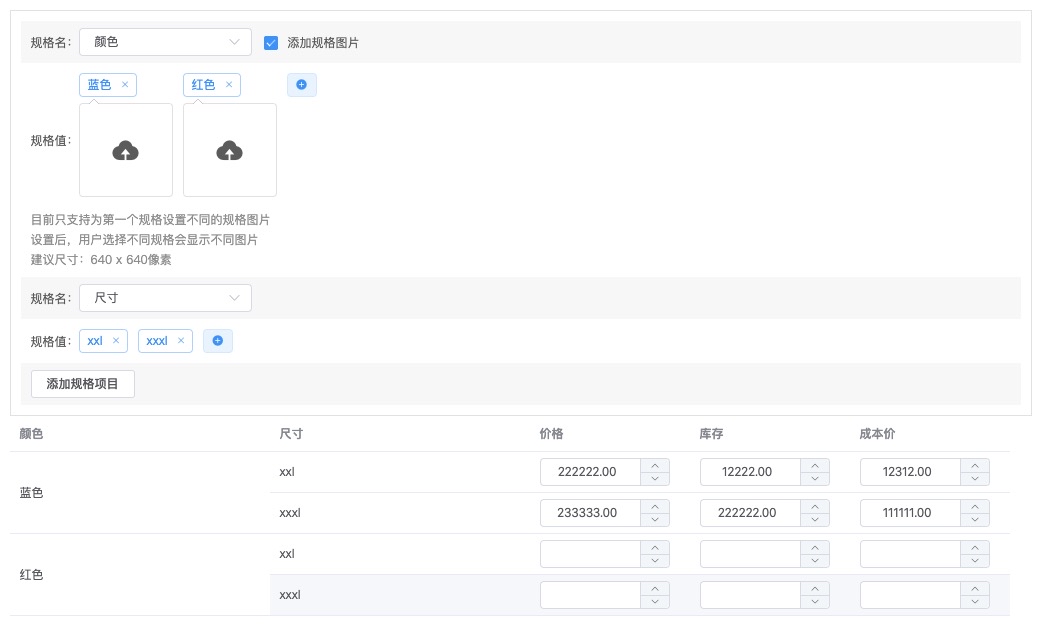 规格名： 颜色 添加规格图片
蓝色 × 红色 ×
规格值：
目前只支持为第一个规格设置不同的规格图片
设置后，用户选择不同规格会显示不同图片
建议尺寸：640 x 640像素
规格名： 尺寸
规格值： xxl × xxxl ×
添加规格项目
颜色 尺寸 价格 库存 成本价
蓝色
xxl 222222.00 12222.00 12312.00
xxxl 233333.00 222222.00 111111.00
红色
xxl
xxxl